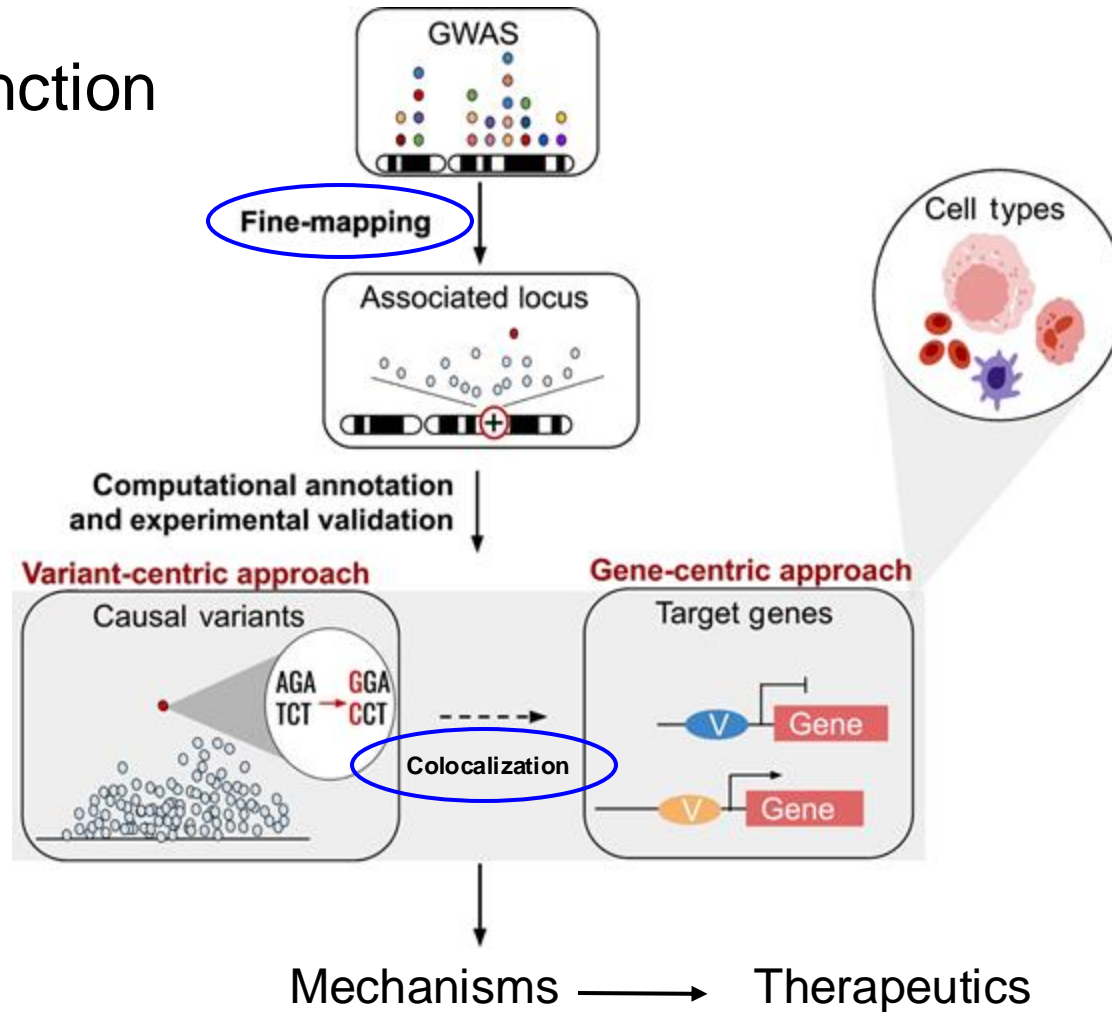 nction
GWAS
Fine-mapping
Cell types
Associated locus
+
Computational annotation
and experimental validation
Variant-centric approach
Gene-centric approach
Causal variants
Target genes
AGA GGA
TCT CCT
V Gene
Colocalization
V Gene
Mechanisms Therapeutics